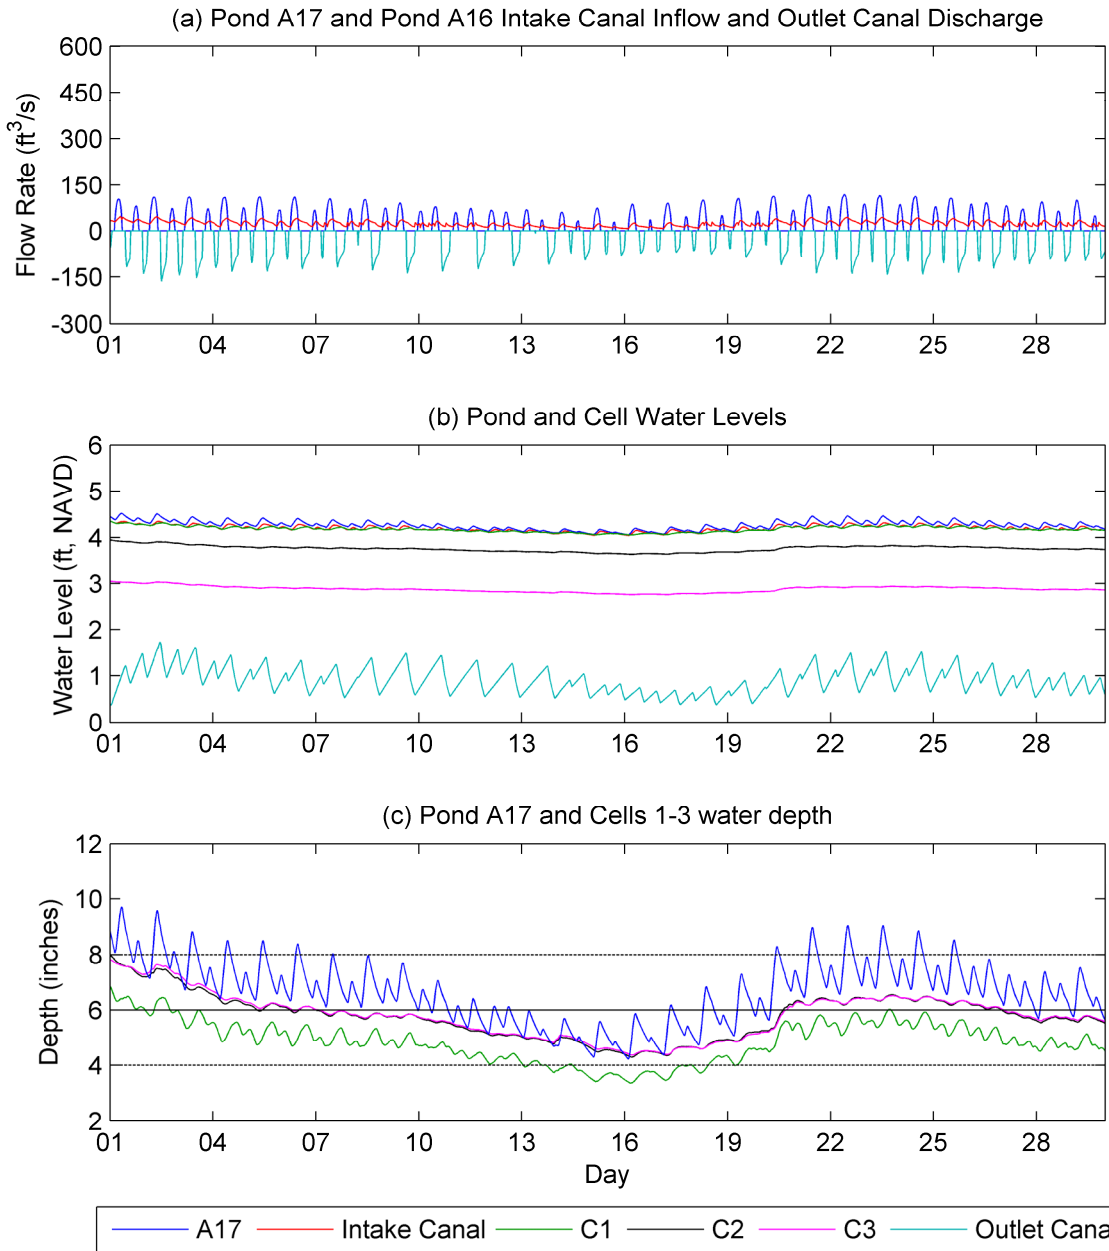 (a) Pond A17 and Pond A16 Intake Canal Inflow and Outlet Canal Discharge
Flow Rate (ft³/s)
600
450
300
150
0
-150
-300
01 04 07 10 13 16 19 22 25 28
(b) Pond and Cell Water Levels
Water Level (ft, NAVD)
6
5
4
3
2
1
0
01 04 07 10 13 16 19 22 25 28
(c) Pond A17 and Cells 1-3 water depth
Depth (inches)
12
10
8
6
4
2
01 04 07 10 13 16 19 22 25 28
Day
A17 Intake Canal C1 C2 C3 Outlet Cana